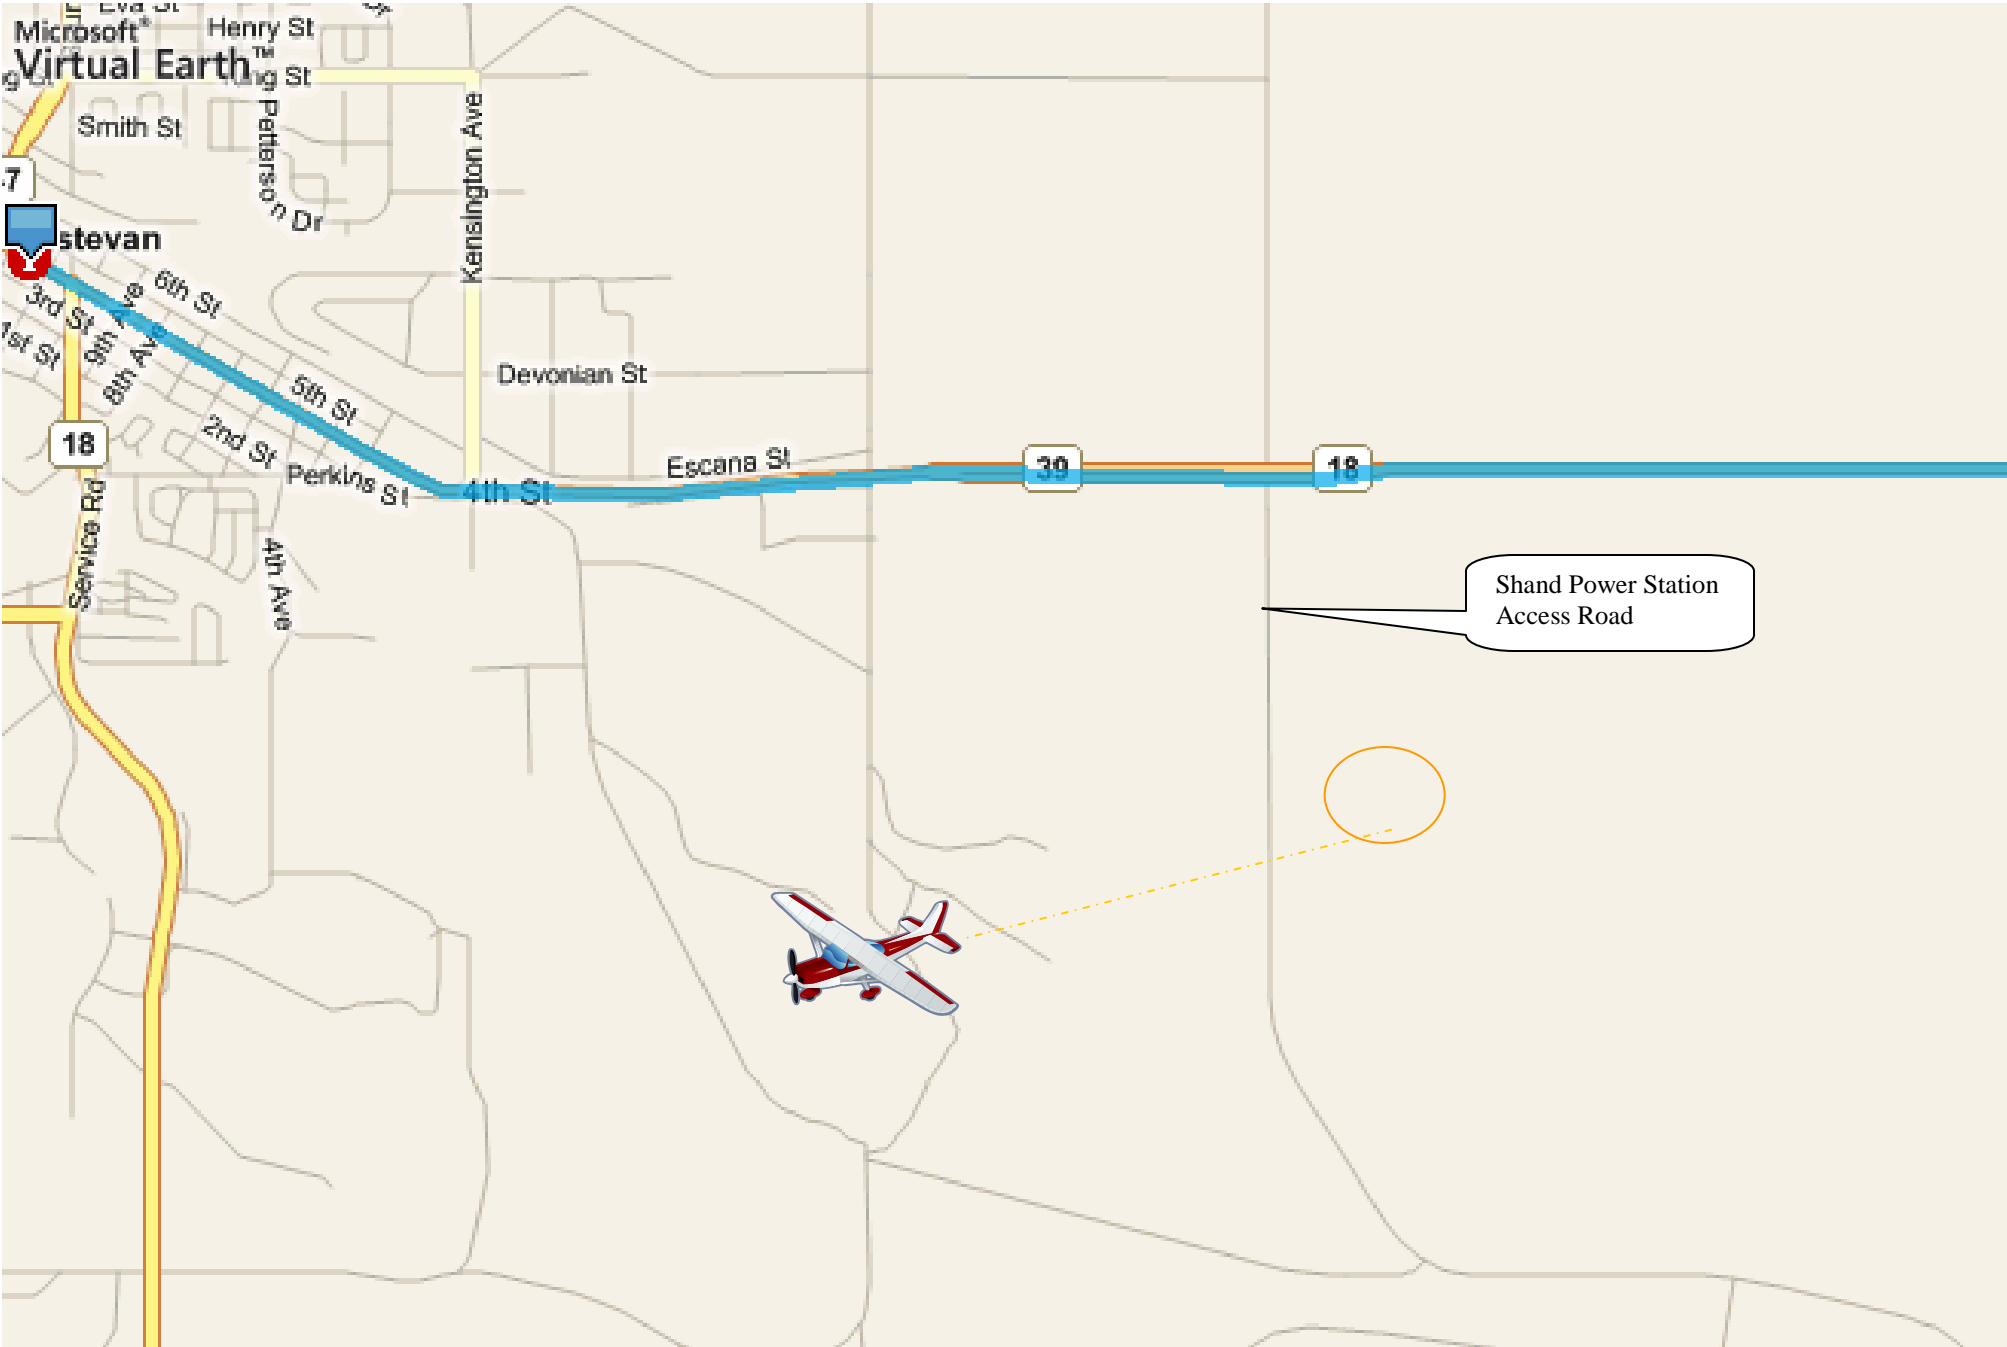 Eva St
Microsoft®
Virtual Earth™
Henry St
Smith St
Petterson Dr
Kensington Ave
stevan
6th St
3rd St
1st St
9th Ave
8th Ave
5th St
2nd St
Perkins St
Devonian St
Escana St
4th St
39
18
18
Service Rd
4th Ave
Shand Power Station
Access Road